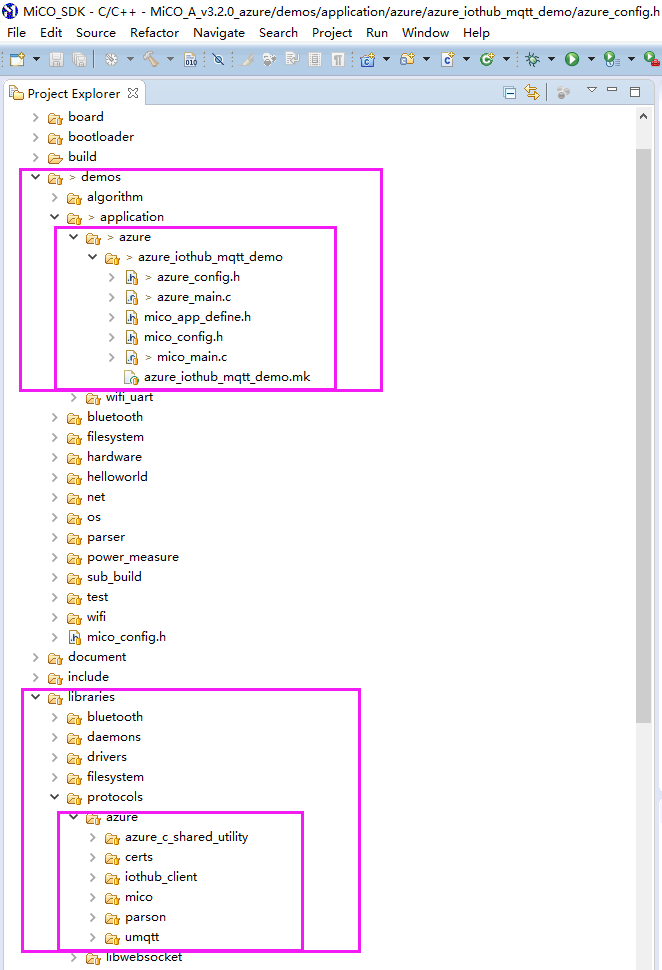 MiCO_SDK - C/C++ - MiCO_A_v3.2.0_azure/demos/application/azure/azure_iothub_mqtt_demo/azure_config.h
File Edit Source Refactor Navigate Search Project Run Window Help
010
Project Explorer
board
bootloader
build
> demos
algorithm
> application
> azure
> azure_iothub_mqtt_demo
> azure_config.h
> azure_main.c
mico_app_define.h
mico_config.h
> mico_main.c
azure_iothub_mqtt_demo.mk
wifi_uart
bluetooth
filesystem
hardware
helloworld
net
os
parser
power_measure
sub_build
test
wifi
mico_config.h
document
include
libraries
bluetooth
daemons
drivers
filesystem
protocols
azure
azure_c_shared_utility
certs
iothub_client
mico
parson
umqtt
libwebsocket